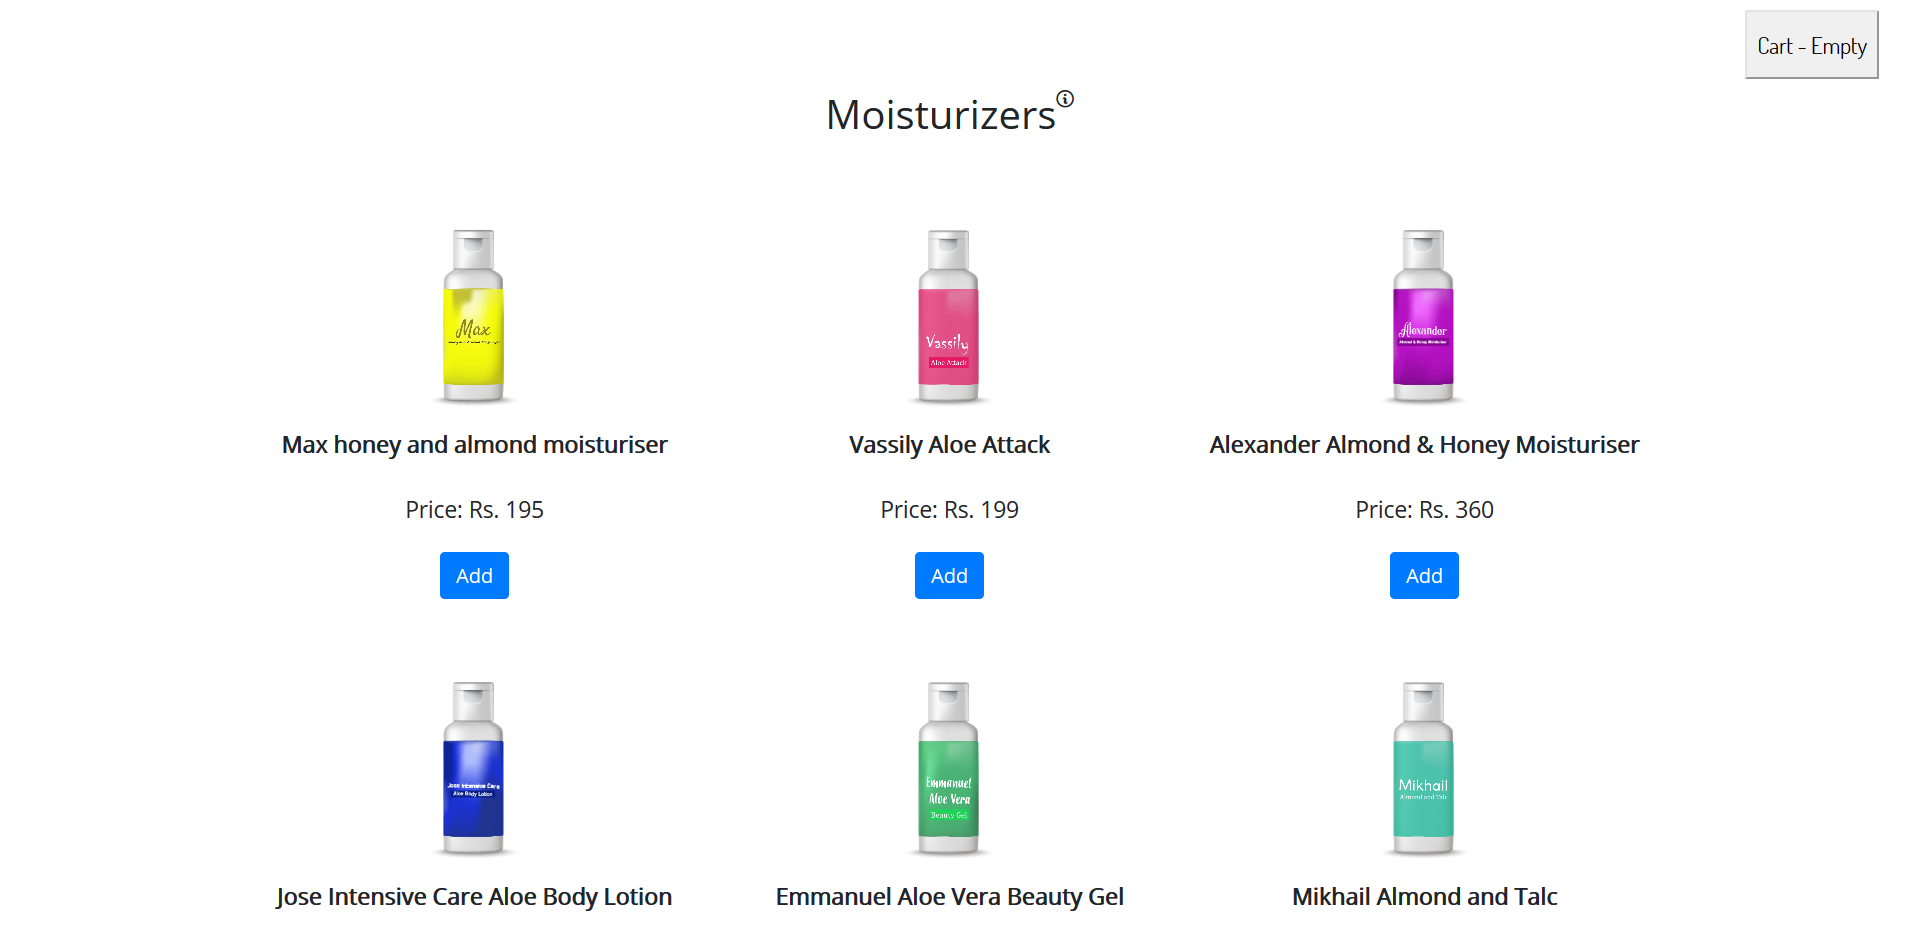 Cart - Empty
Moisturizers
Max
Vassily
Aloe Attack
Alexander
Almond & Honey Moisturiser
Max honey and almond moisturiser
Vassily Aloe Attack
Alexander Almond & Honey Moisturiser
Price: Rs. 195
Price: Rs. 199
Price: Rs. 360
Add
Add
Add
Jose Intensive Care
Aloe Body Lotion
Emmanuel
Aloe Vera
Beauty Gel
Mikhail
Almond and Talc
Jose Intensive Care Aloe Body Lotion
Emmanuel Aloe Vera Beauty Gel
Mikhail Almond and Talc